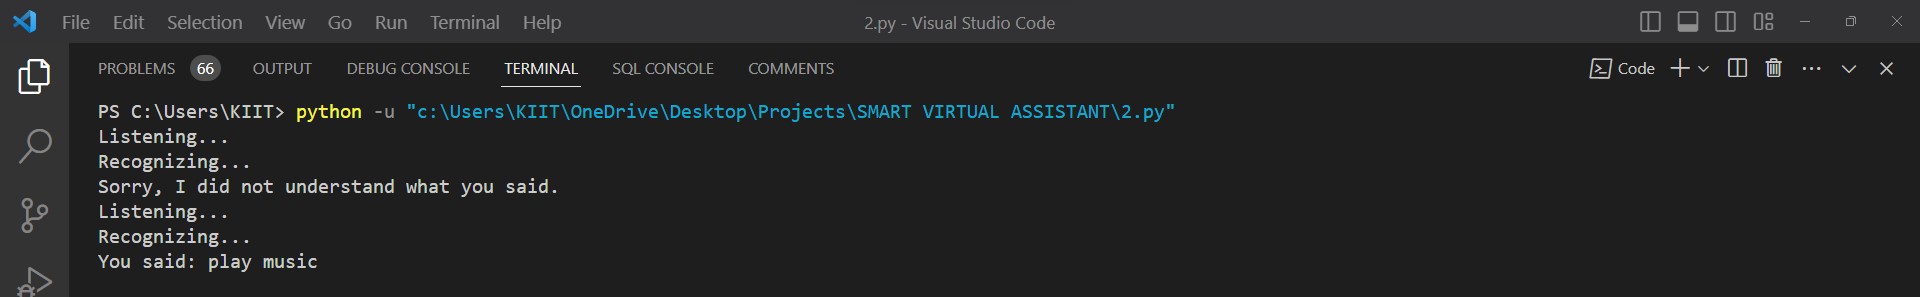 File Edit Selection View Go Run Terminal Help 2.py - Visual Studio Code
PROBLEMS 66 OUTPUT DEBUG CONSOLE TERMINAL SQL CONSOLE COMMENTS Code
PS C:\Users\KIIT> python -u "c:\Users\KIIT\OneDrive\Desktop\Projects\SMART VIRTUAL ASSISTANT\2.py"
Listening...
Recognizing...
Sorry, I did not understand what you said.
Listening...
Recognizing...
You said: play music